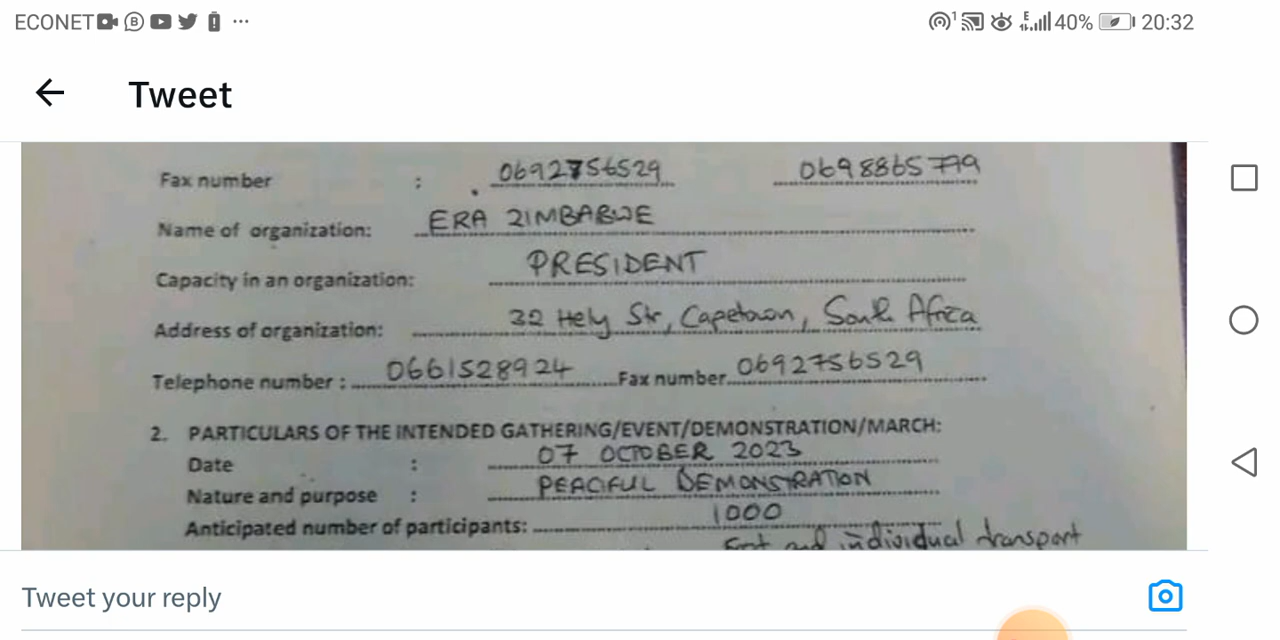 ECONET ... 1 E 40% 20:32
Tweet
Fax number : 0692756529 0698865779
Name of organization: ERA ZIMBABWE
Capacity in an organization: PRESIDENT
Address of organization: 32 Hely Str, Capetown, South Africa
Telephone number : 0661528924 Fax number 0692756529
2. PARTICULARS OF THE INTENDED GATHERING/EVENT/DEMONSTRATION/MARCH:
Date : 07 OCTOBER 2023
Nature and purpose : PEACIFUL DEMONSTRATION
Anticipated number of participants: 1000
and individual transport
Tweet your reply